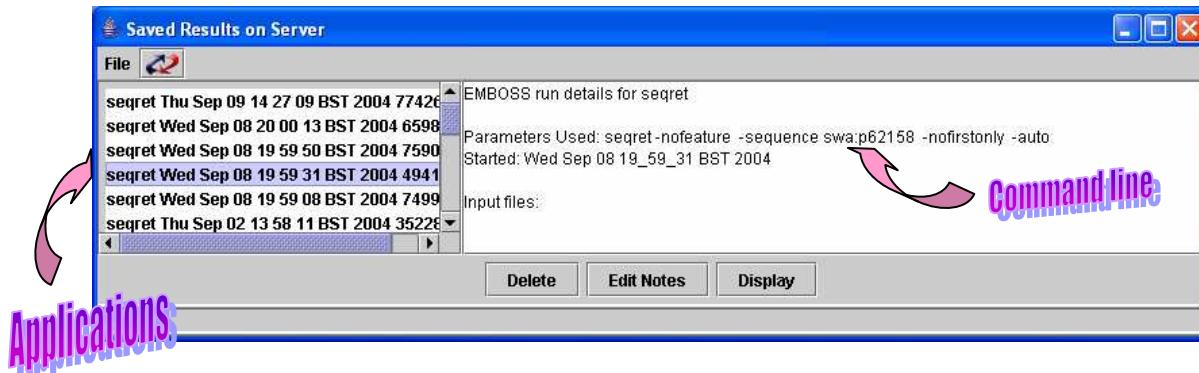 Saved Results on Server
File
seqret Thu Sep 09 14 27 09 BST 2004 77426
seqret Wed Sep 08 20 00 13 BST 2004 6598
seqret Wed Sep 08 19 59 50 BST 2004 7590
seqret Wed Sep 08 19 59 31 BST 2004 4941
seqret Wed Sep 08 19 59 08 BST 2004 7499
seqret Thu Sep 02 13 58 11 BST 2004 35228
EMBOSS run details for seqret
Parameters Used: seqret -nofeature -sequence swa:p62158 -nofirstonly -auto
Started: Wed Sep 08 19_59_31 BST 2004
Input files:
Command line
Delete Edit Notes Display
Applications